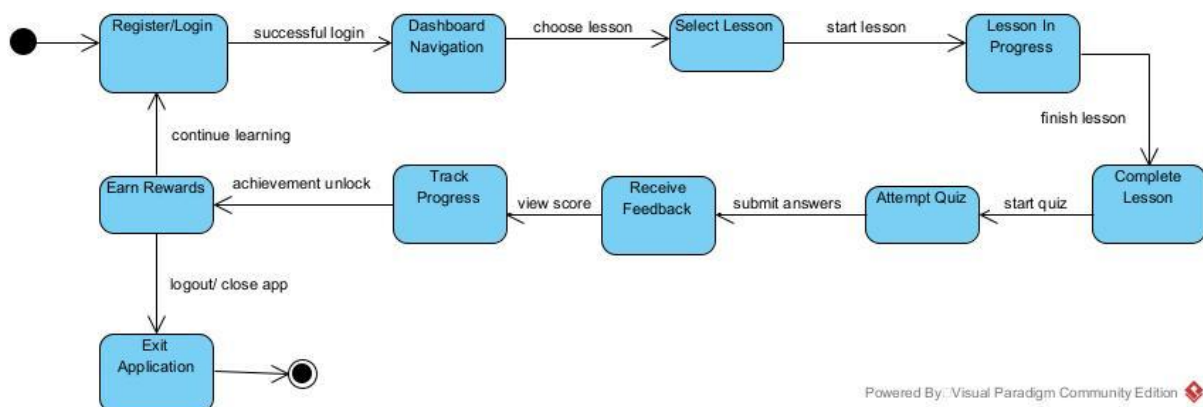 Register/Login
successful login
Dashboard
Navigation
choose lesson
Select Lesson
start lesson
Lesson In
Progress
finish lesson
continue learning
Earn Rewards
achievement unlock
Track
Progress
view score
Receive
Feedback
submit answers
Attempt Quiz
start quiz
Complete
Lesson
logout/ close app
Exit
Application
Powered By Visual Paradigm Community Edition